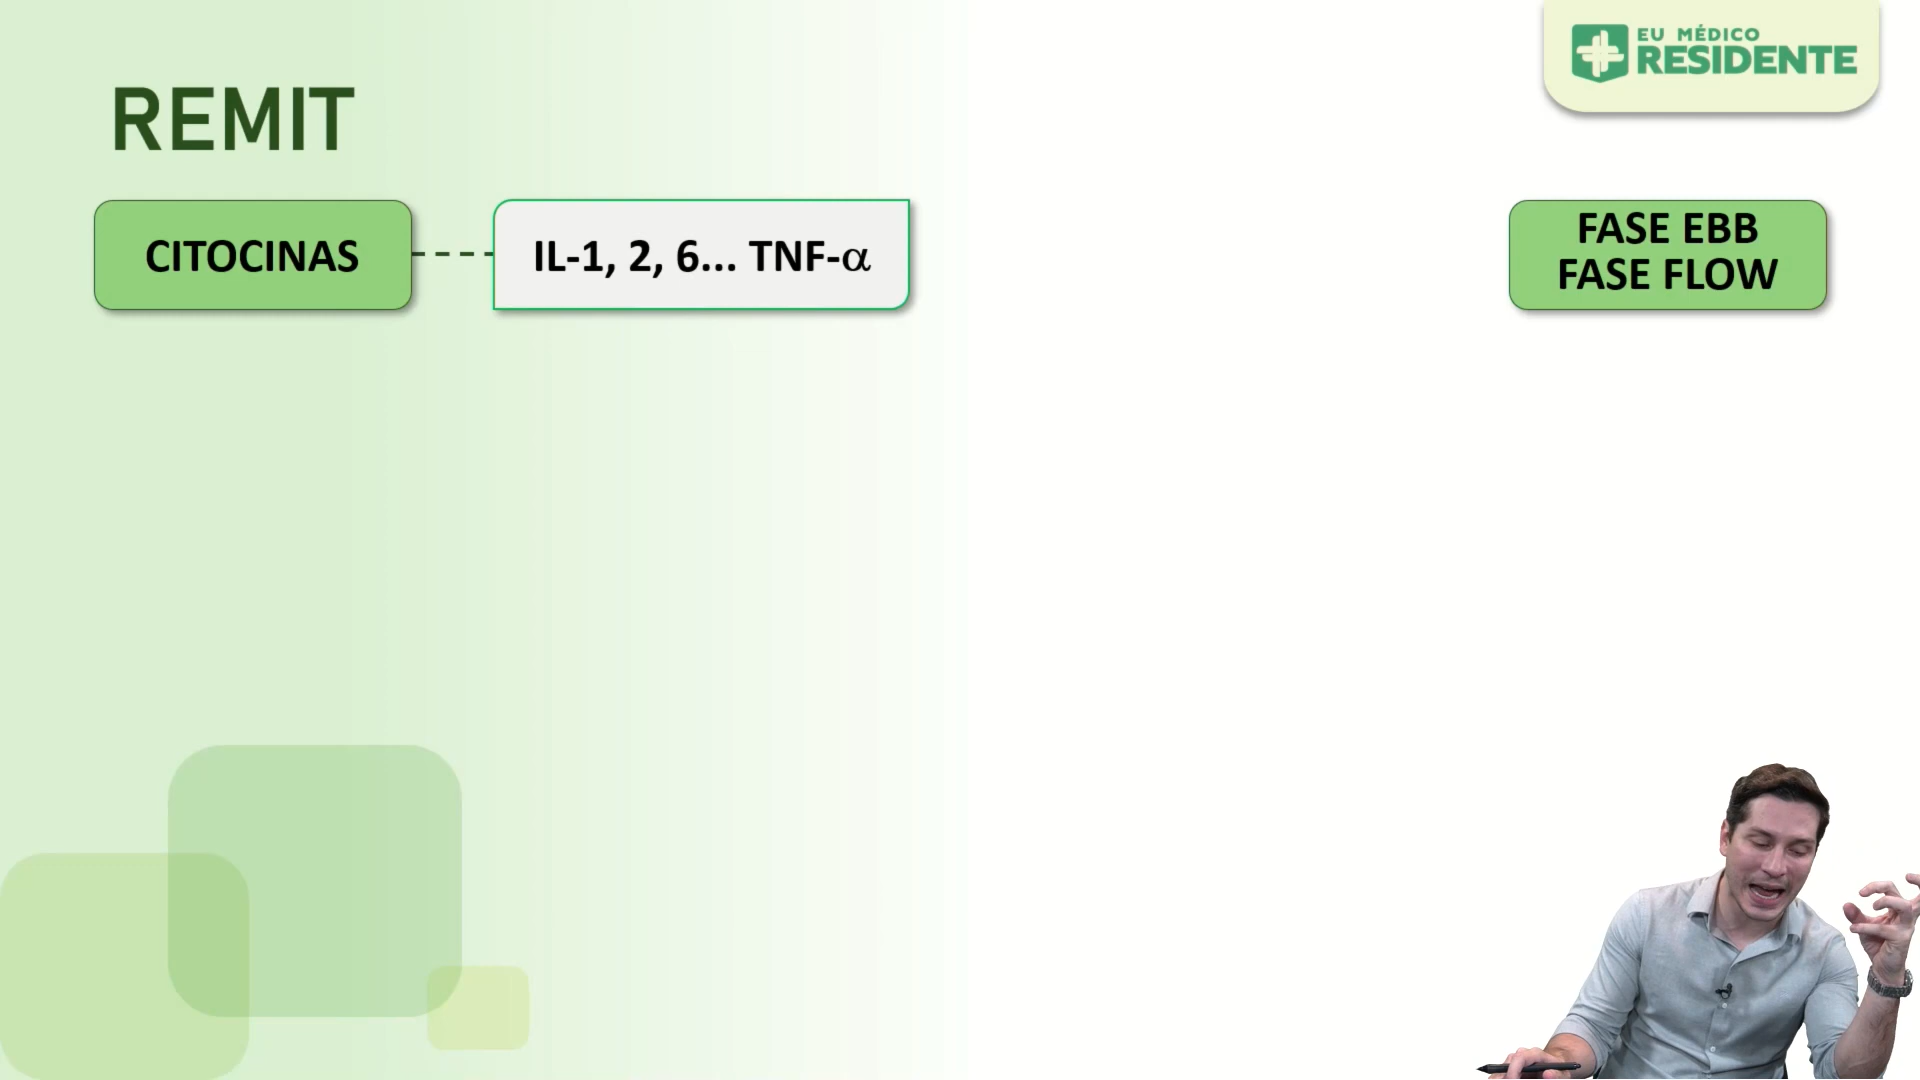 EU MÉDICO
RESIDENTE
REMIT
CITOCINAS
IL-1, 2, 6... TNF-α
FASE EBB
FASE FLOW